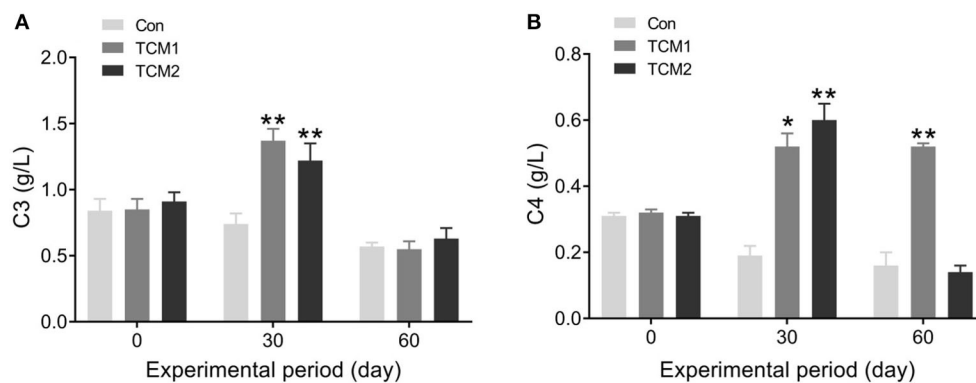 A
Con
TCM1
TCM2
C3 (g/L)
2.0
1.5
1.0
0.5
0.0
** **
0 30 60
Experimental period (day)
B
Con
TCM1
TCM2
C4 (g/L)
0.8
0.6
0.4
0.2
0.0
* ** **
0 30 60
Experimental period (day)